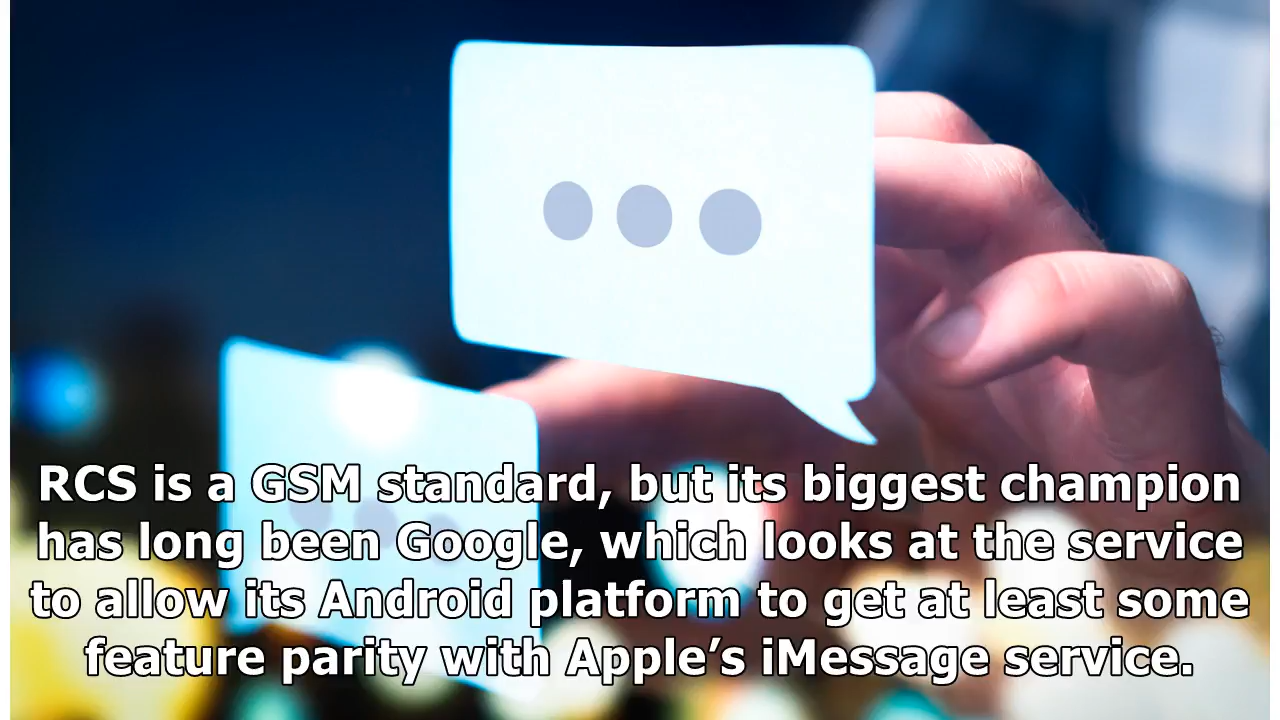 RCS is a GSM standard, but its biggest champion
has long been Google, which looks at the service
to allow its Android platform to get at least some
feature parity with Apple’s iMessage service.